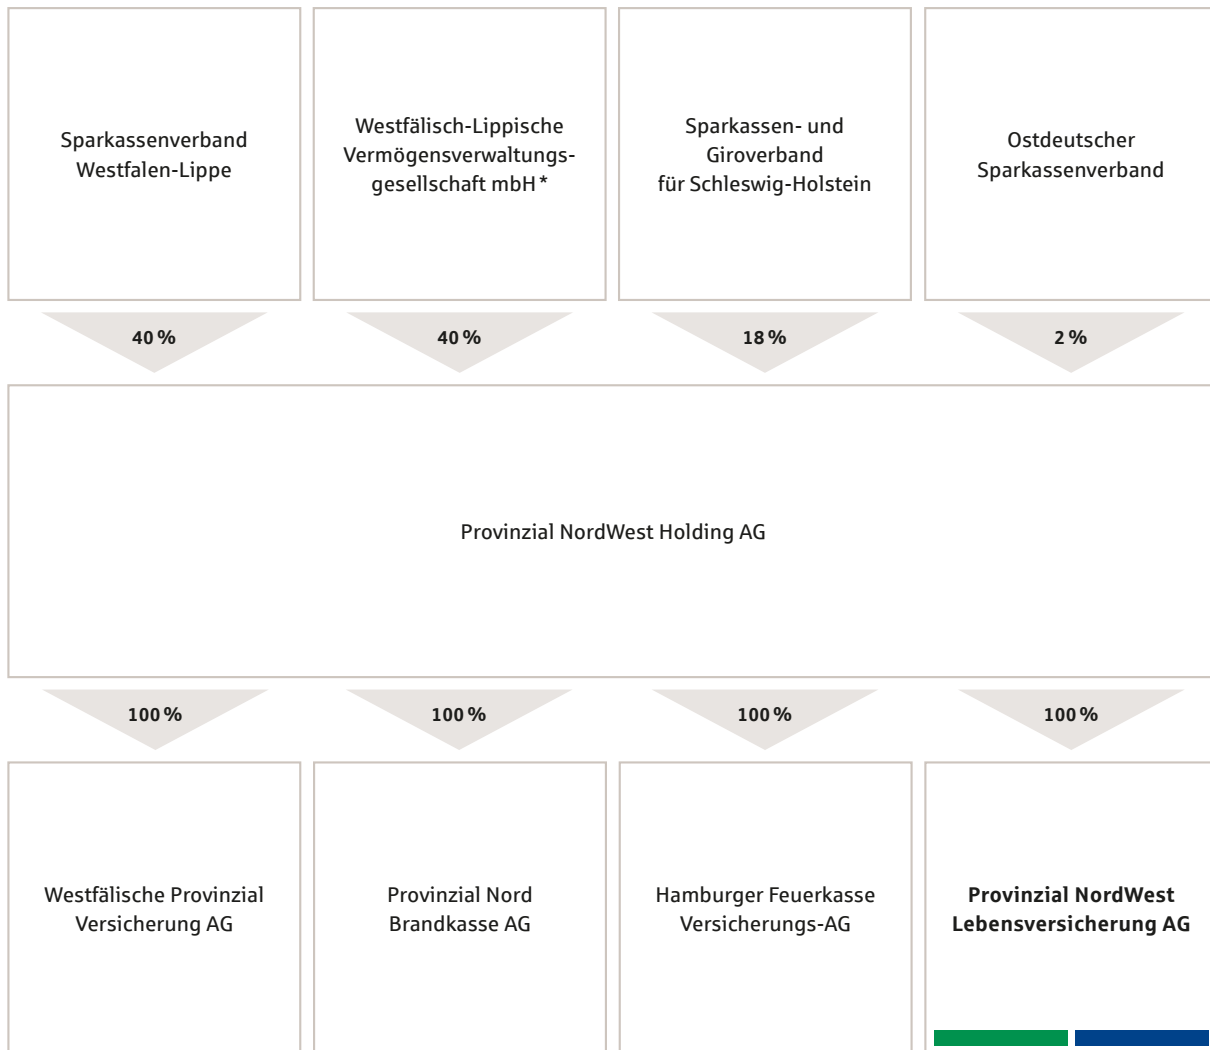 Sparkassenverband
Westfalen-Lippe
Westfälisch-Lippische
Vermögensverwaltungs-
gesellschaft mbH *
Sparkassen- und
Giroverband
für Schleswig-Holstein
Ostdeutscher
Sparkassenverband
40 %
40 %
18 %
2 %
Provinzial NordWest Holding AG
100 %
100 %
100 %
100 %
Westfälische Provinzial
Versicherung AG
Provinzial Nord
Brandkasse AG
Hamburger Feuerkasse
Versicherungs-AG
Provinzial NordWest
Lebensversicherung AG